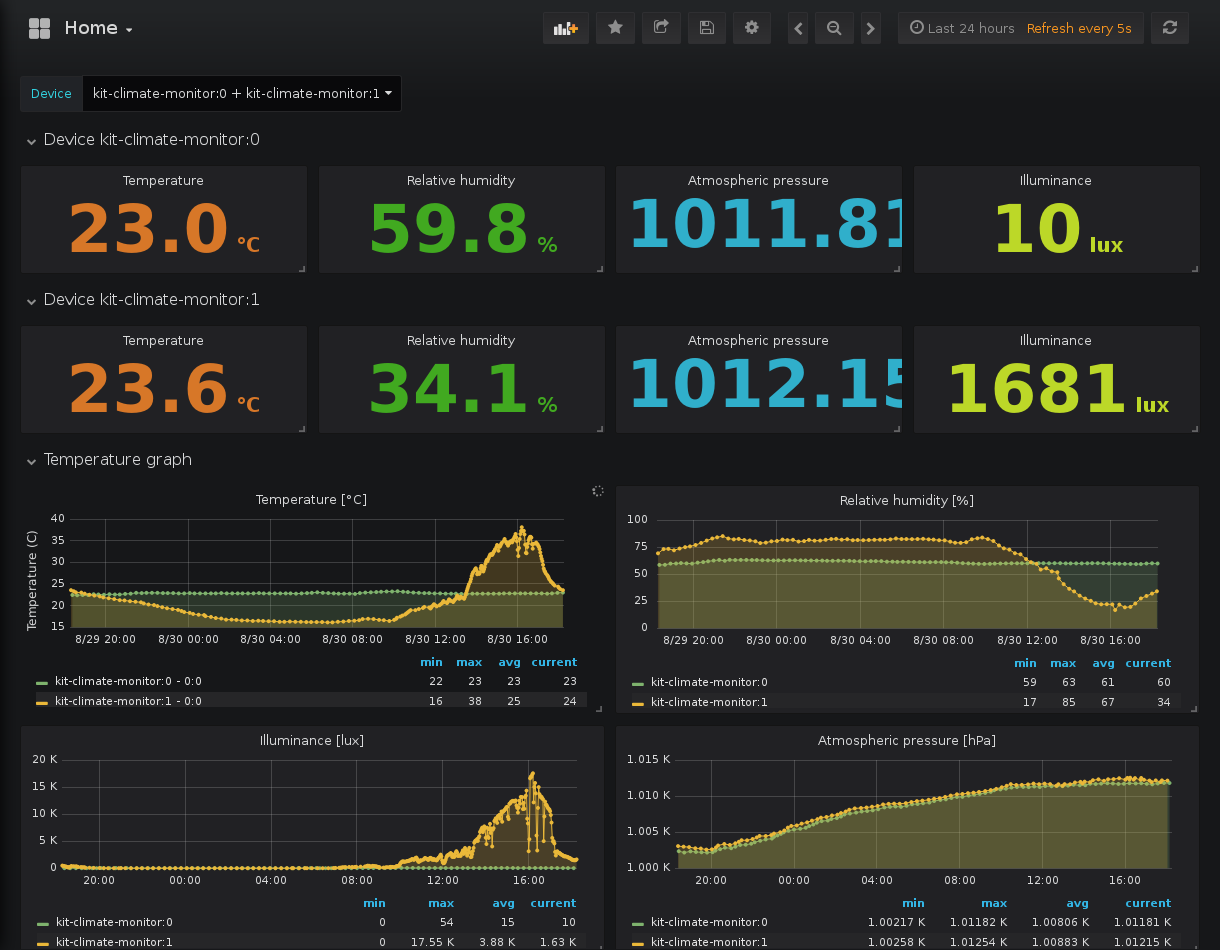 Home
Last 24 hours Refresh every 5s
Device kit-climate-monitor:0 + kit-climate-monitor:1
Device kit-climate-monitor:0
Temperature Relative humidity Atmospheric pressure Illuminance
23.0 °C 59.8 % 1011.81 10 lux
Device kit-climate-monitor:1
Temperature Relative humidity Atmospheric pressure Illuminance
23.6 °C 34.1 % 1012.15 1681 lux
Temperature graph
Temperature [°C]
Temperature (C)
40
35
30
25
20
15
8/29 20:00 8/30 00:00 8/30 04:00 8/30 08:00 8/30 12:00 8/30 16:00
min max avg current
kit-climate-monitor:0 - 0:0 22 23 23 23
kit-climate-monitor:1 - 0:0 16 38 25 24
Relative humidity [%]
100
75
50
25
0
8/29 20:00 8/30 00:00 8/30 04:00 8/30 08:00 8/30 12:00 8/30 16:00
min max avg current
kit-climate-monitor:0 59 63 61 60
kit-climate-monitor:1 17 85 67 34
Illuminance [lux]
20 K
15 K
10 K
5 K
0
20:00 00:00 04:00 08:00 12:00 16:00
min max avg current
kit-climate-monitor:0 0 54 15 10
kit-climate-monitor:1 0 17.55 K 3.88 K 1.63 K
Atmospheric pressure [hPa]
1.015 K
1.010 K
1.005 K
1.000 K
20:00 00:00 04:00 08:00 12:00 16:00
min max avg current
kit-climate-monitor:0 1.00217 K 1.01182 K 1.00806 K 1.01181 K
kit-climate-monitor:1 1.00258 K 1.01254 K 1.00883 K 1.01215 K